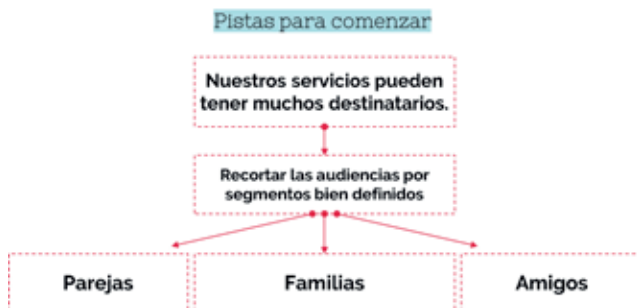 Pistas para comenzar
Nuestros servicios pueden
tener muchos destinatarios.
Recortar las audiencias por
segmentos bien definidos
Parejas
Familias
Amigos